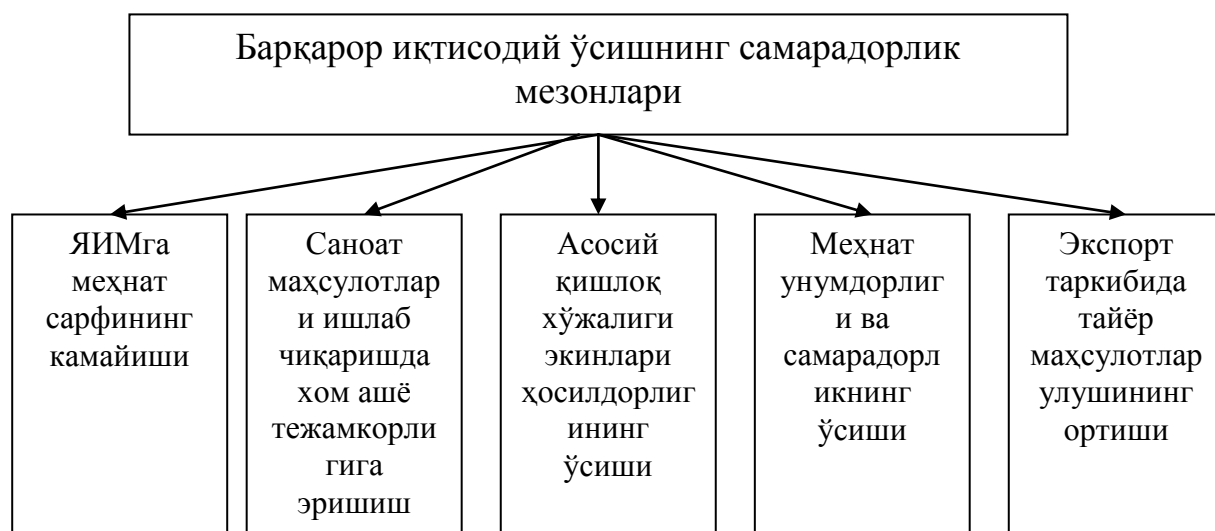 Барқарор иқтисодий ўсишнинг самарадорлик
мезонлари
ЯИМга
меҳнат
сарфининг
камайиши
Саноат
маҳсулотлар
и ишлаб
чиқаришда
хом ашё
тежамкорли
гига
эришиш
Асосий
қишлоқ
хўжалиги
экинлари
ҳосилдорлиг
ининг
ўсиши
Меҳнат
унумдорлиг
и ва
самарадорл
икнинг
ўсиши
Экспорт
таркибида
тайёр
маҳсулотлар
улушининг
ортиши